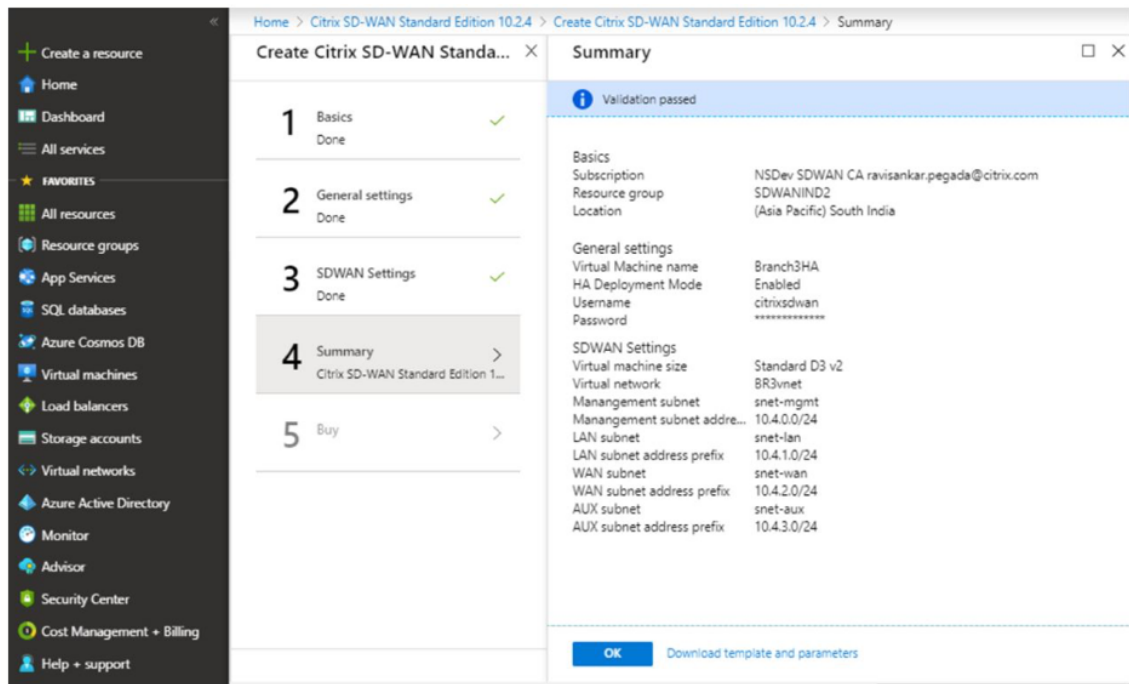 Home > Citrix SD-WAN Standard Edition 10.2.4 > Create Citrix SD-WAN Standard Edition 10.2.4 > Summary
«
Create a resource
Home
Dashboard
All services
FAVORITES
All resources
Resource groups
App Services
SQL databases
Azure Cosmos DB
Virtual machines
Load balancers
Storage accounts
Virtual networks
Azure Active Directory
Monitor
Advisor
Security Center
Cost Management + Billing
Help + support
Create Citrix SD-WAN Standa...
1 Basics
Done
2 General settings
Done
3 SDWAN Settings
Done
4 Summary
Citrix SD-WAN Standard Edition 1...
5 Buy
Summary
Validation passed
Basics
Subscription NSDev SDWAN CA ravisankar.pegada@citrix.com
Resource group SDWANIND2
Location (Asia Pacific) South India
General settings
Virtual Machine name Branch3HA
HA Deployment Mode Enabled
Username citrixsdwan
Password *************
SDWAN Settings
Virtual machine size Standard D3 v2
Virtual network BR3vnet
Manangement subnet snet-mgmt
Manangement subnet addre... 10.4.0.0/24
LAN subnet snet-lan
LAN subnet address prefix 10.4.1.0/24
WAN subnet snet-wan
WAN subnet address prefix 10.4.2.0/24
AUX subnet snet-aux
AUX subnet address prefix 10.4.3.0/24
OK Download template and parameters